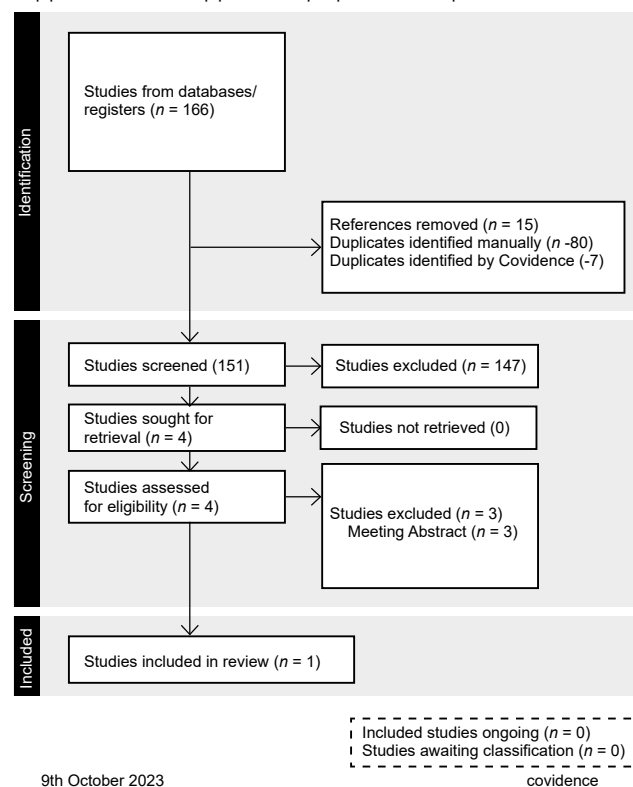 Identification
Studies from databases/
registers (n = 166)
References removed (n = 15)
Duplicates identified manually (n -80)
Duplicates identified by Covidence (-7)
Screening
Studies screened (151)
Studies excluded (n = 147)
Studies sought for
retrieval (n = 4)
Studies not retrieved (0)
Studies assessed
for eligibility (n = 4)
Studies excluded (n = 3)
Meeting Abstract (n = 3)
Included
Studies included in review (n = 1)
Included studies ongoing (n = 0)
Studies awaiting classification (n = 0)
9th October 2023
covidence